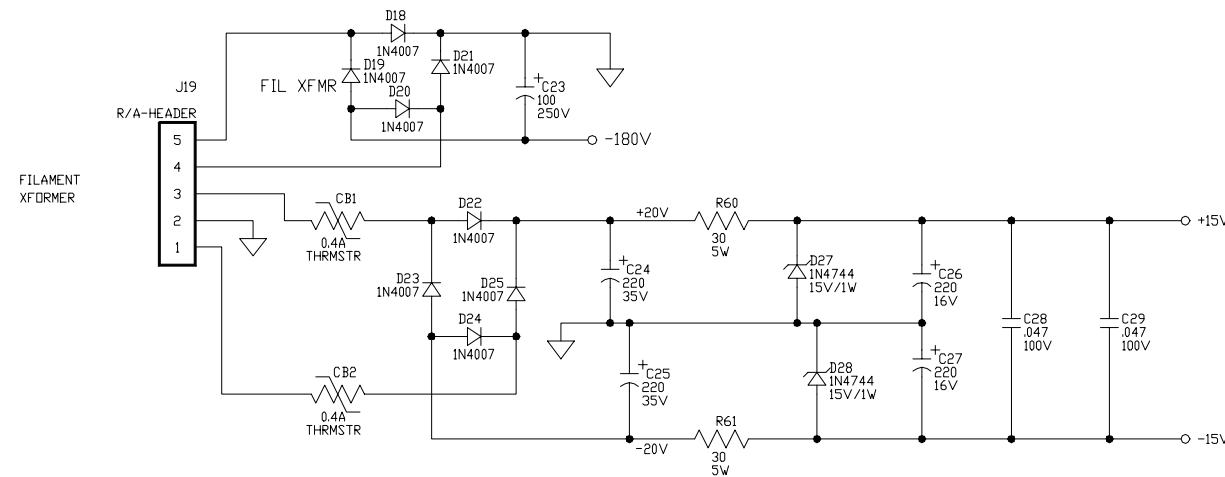 D18
1N4007
D19
1N4007
D21
1N4007
FIL XFMR
D20
1N4007
C23
100
250V
-180V
J19
R/A-HEADER
5
4
3
2
1
FILAMENT
XFORMER
CB1
0.4A
THRMSTR
D22
1N4007
+20V
R60
30
5W
+15V
D23
1N4007
D25
1N4007
D24
1N4007
C24
220
35V
D27
1N4744
15V/1W
C26
220
16V
C28
.047
100V
C29
.047
100V
CB2
0.4A
THRMSTR
C25
220
35V
D28
1N4744
15V/1W
C27
220
16V
-20V
R61
30
5W
-15V